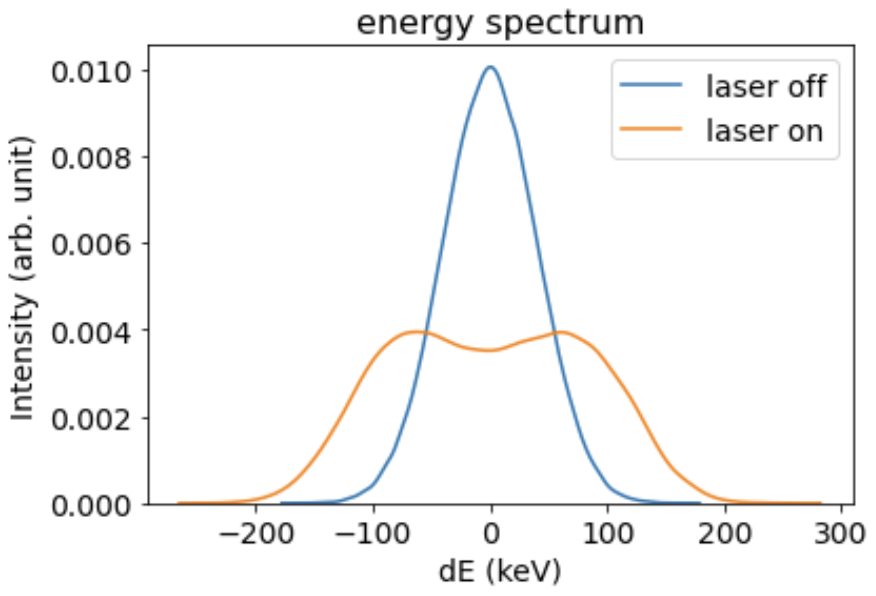 energy spectrum
Intensity (arb. unit)
0.010
0.008
0.006
0.004
0.002
0.000
laser off
laser on
−200
−100
0
100
200
300
dE (keV)